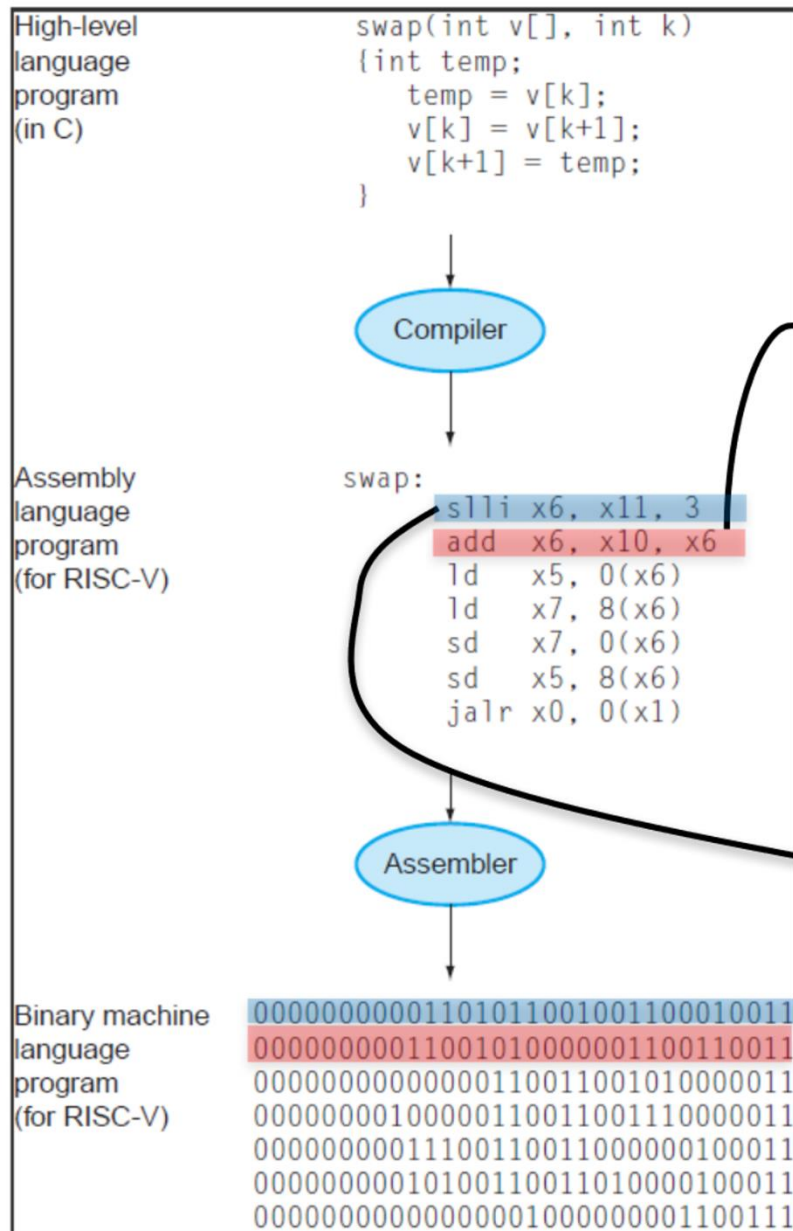 High-level swap(int v[], int k)
language {int temp;
program temp = v[k];
(in C) v[k] = v[k+1];
v[k+1] = temp;
}
Compiler
Assembly swap:
language slli x6, x11, 3
program add x6, x10, x6
(for RISC-V) ld x5, 0(x6)
ld x7, 8(x6)
sd x7, 0(x6)
sd x5, 8(x6)
jalr x0, 0(x1)
Assembler
Binary machine 00000000001101011001001100010011
language 00000000011001010000001100110011
program 00000000000000110011001010000011
(for RISC-V) 00000000100000110011001110000011
00000000011100110011000000100011
00000000010100110011010000100011
00000000000000001000000001100111